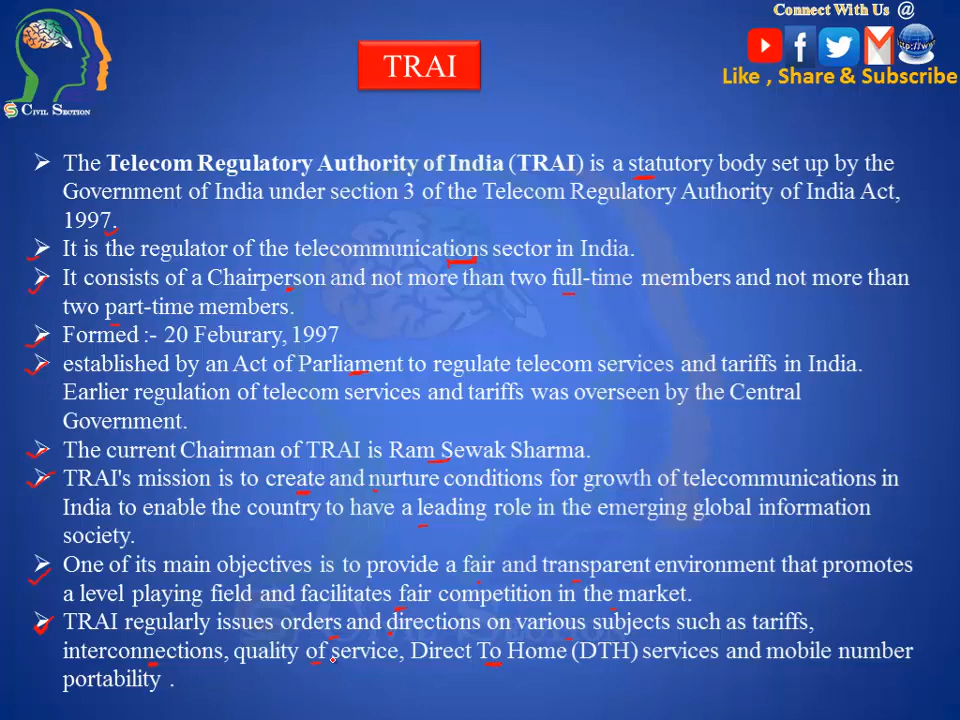 Connect With Us @
Like , Share & Subscribe
CIVIL SECTION
TRAI
The Telecom Regulatory Authority of India (TRAI) is a statutory body set up by the
Government of India under section 3 of the Telecom Regulatory Authority of India Act,
1997.
It is the regulator of the telecommunications sector in India.
It consists of a Chairperson and not more than two full-time members and not more than
two part-time members.
Formed :- 20 Feburary, 1997
established by an Act of Parliament to regulate telecom services and tariffs in India.
Earlier regulation of telecom services and tariffs was overseen by the Central
Government.
The current Chairman of TRAI is Ram Sewak Sharma.
TRAI's mission is to create and nurture conditions for growth of telecommunications in
India to enable the country to have a leading role in the emerging global information
society.
One of its main objectives is to provide a fair and transparent environment that promotes
a level playing field and facilitates fair competition in the market.
TRAI regularly issues orders and directions on various subjects such as tariffs,
interconnections, quality of service, Direct To Home (DTH) services and mobile number
portability .